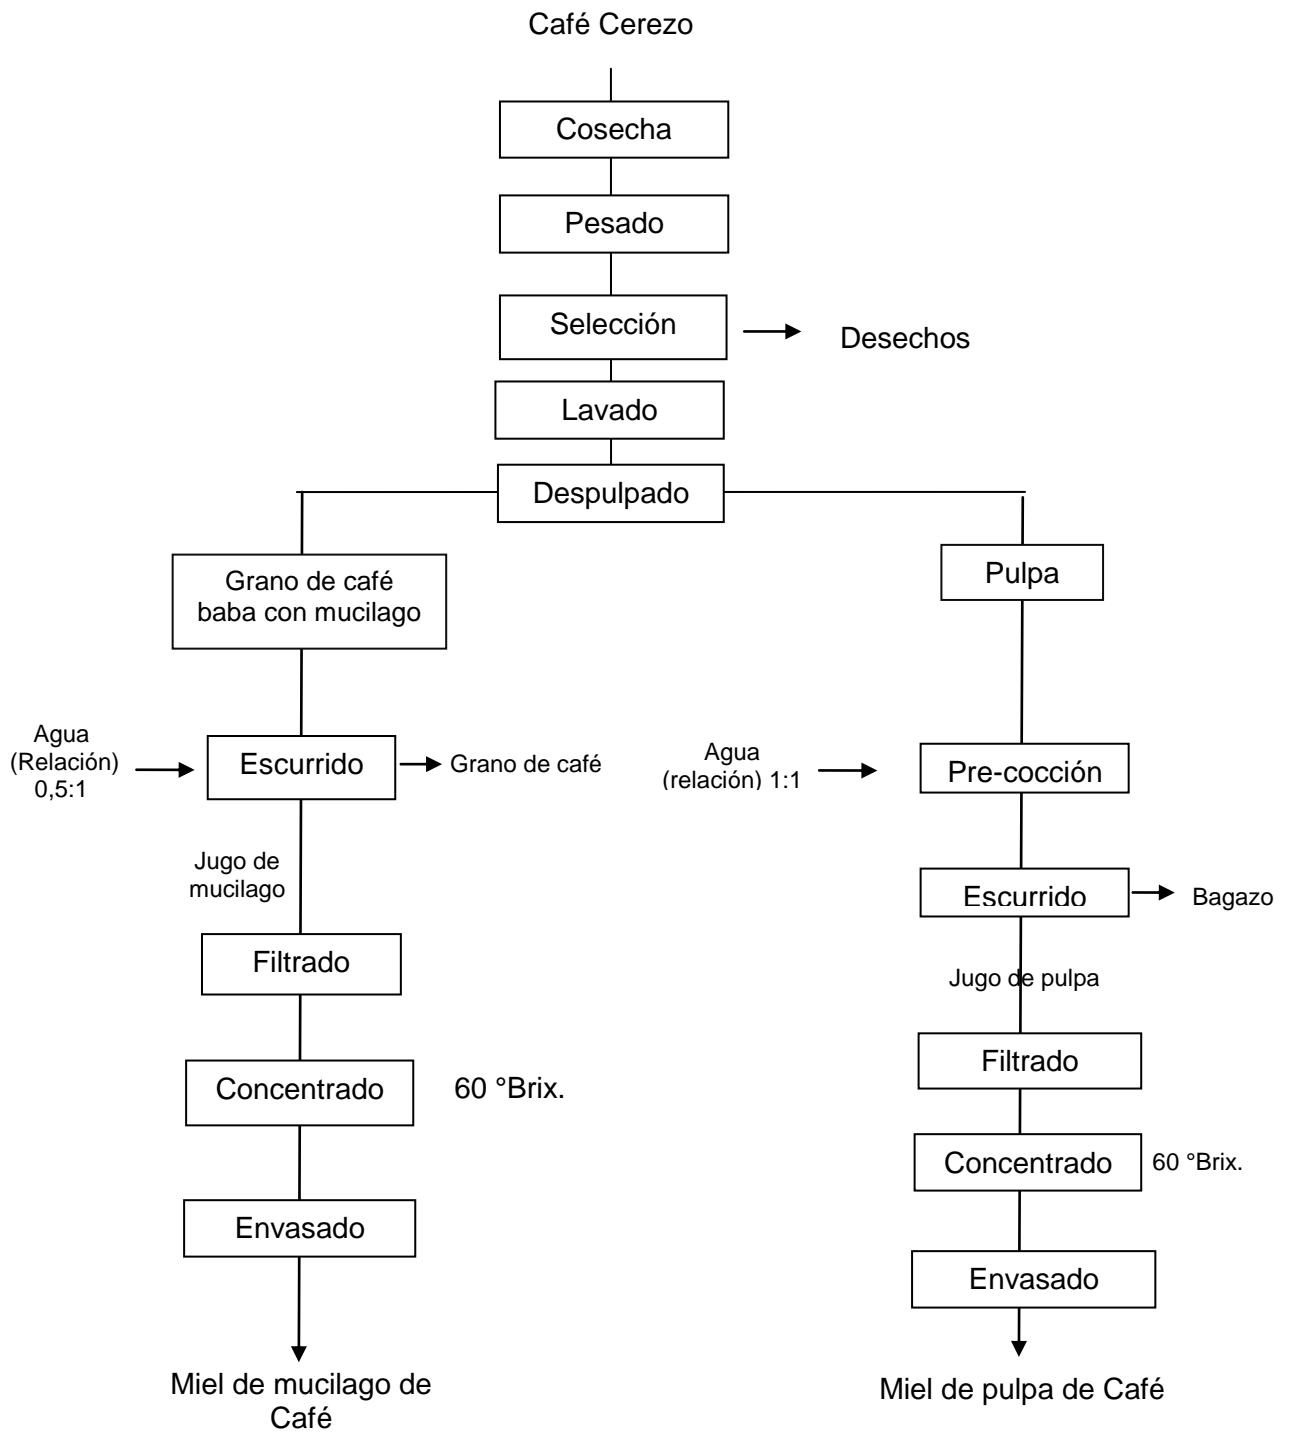 Café Cerezo
Cosecha
Pesado
Selección
Desechos
Lavado
Despulpado
Grano de café
baba con mucilago
Pulpa
Agua
(Relación)
0,5:1
Escurrido
Grano de café
Agua
(relación) 1:1
Pre-cocción
Jugo de
mucilago
Escurrido
Bagazo
Filtrado
Jugo de pulpa
Filtrado
Concentrado
60 °Brix.
Concentrado
60 °Brix.
Envasado
Envasado
Miel de mucilago de
Café
Miel de pulpa de Café